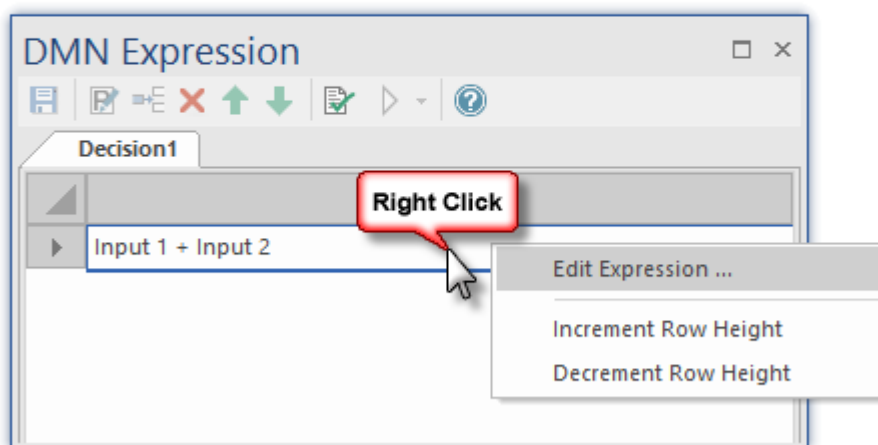 DMN Expression
Decision1
Right Click
Input 1 + Input 2
Edit Expression ...
Increment Row Height
Decrement Row Height